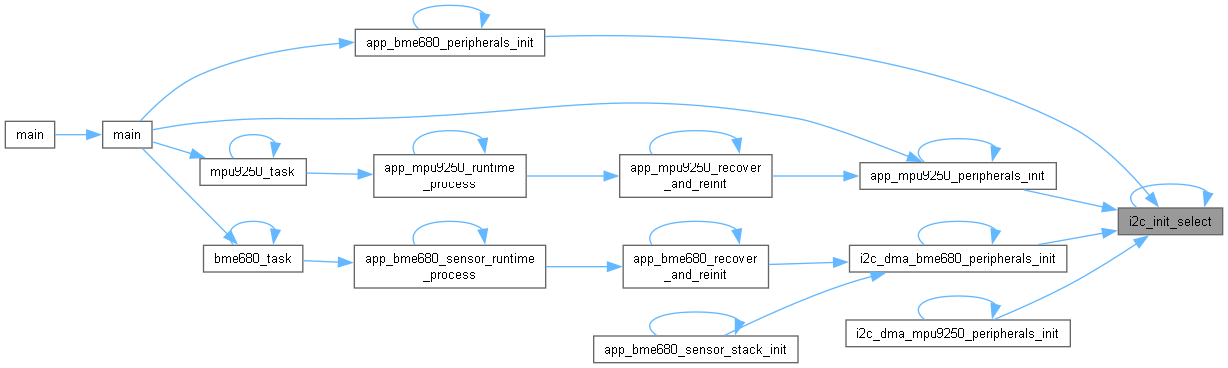 app_bme680_peripherals_init
main
main
mpu9250_task
app_mpu9250_runtime
_process
app_mpu9250_recover
_and_reinit
app_mpu9250_peripherals_init
i2c_init_select
bme680_task
app_bme680_sensor_runtime
_process
app_bme680_recover
_and_reinit
i2c_dma_bme680_peripherals_init
i2c_dma_mpu9250_peripherals_init
app_bme680_sensor_stack_init